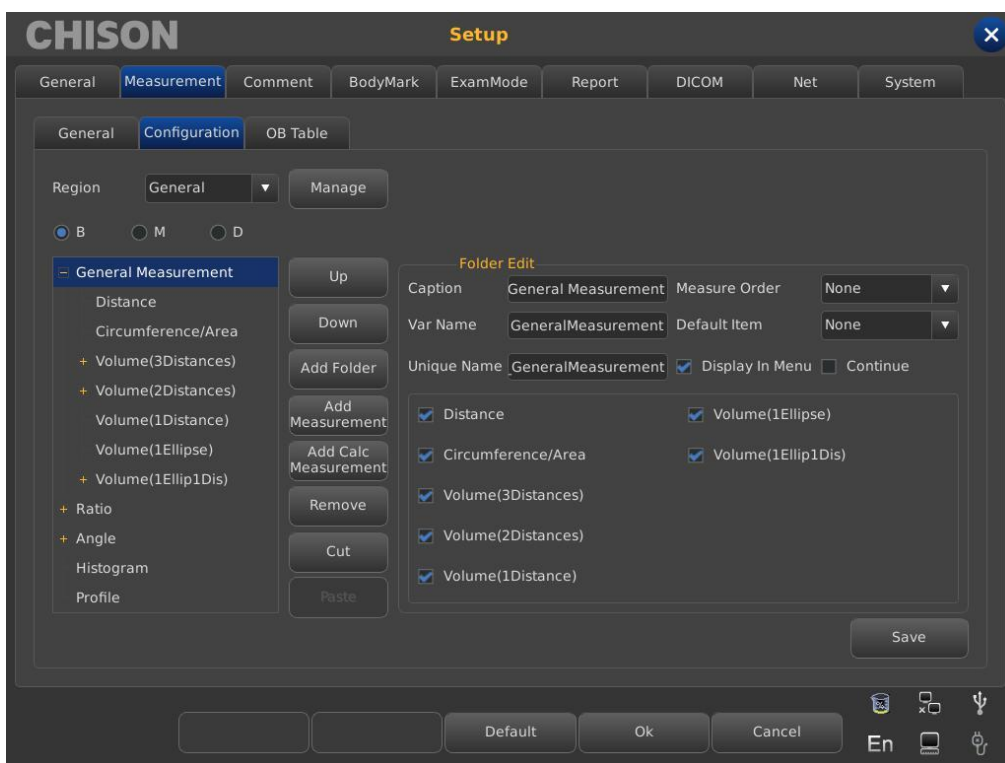 CHISON
Setup
General Measurement Comment BodyMark ExamMode Report DICOM Net System
General Configuration OB Table
Region General Manage
B M D
General Measurement
Distance
Circumference/Area
+ Volume(3Distances)
+ Volume(2Distances)
Volume(1Distance)
Volume(1Ellipse)
+ Volume(1Ellip1Dis)
+ Ratio
+ Angle
Histogram
Profile
Up
Down
Add Folder
Add
Measurement
Add Calc
Measurement
Remove
Cut
Paste
Folder Edit
Caption General Measurement Measure Order None
Var Name GeneralMeasurement Default Item None
Unique Name _GeneralMeasurement Display In Menu Continue
Distance Volume(1Ellipse)
Circumference/Area Volume(1Ellip1Dis)
Volume(3Distances)
Volume(2Distances)
Volume(1Distance)
Save
Default Ok Cancel
En